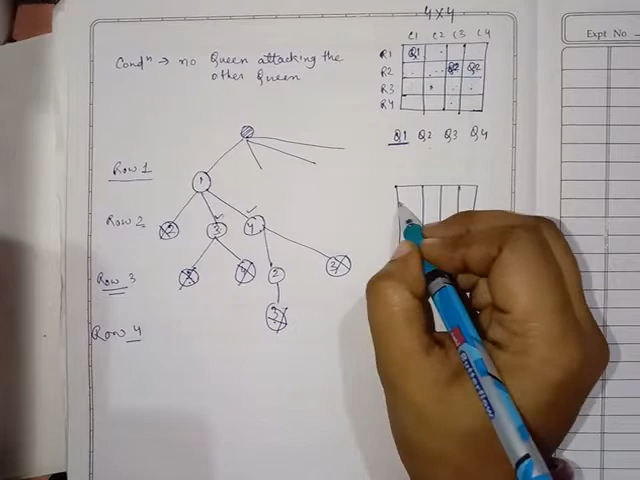 4x4
Expt No
Condⁿ → no Queen attacking the
other Queen
C1 C2 C3 C4
R1 Q1
R2 Q2 Q2
R3
R4
Q1 Q2 Q3 Q4
Row 1
1
Row 2 2 3 4
Row 3 2 4 2 3
Row 4 3